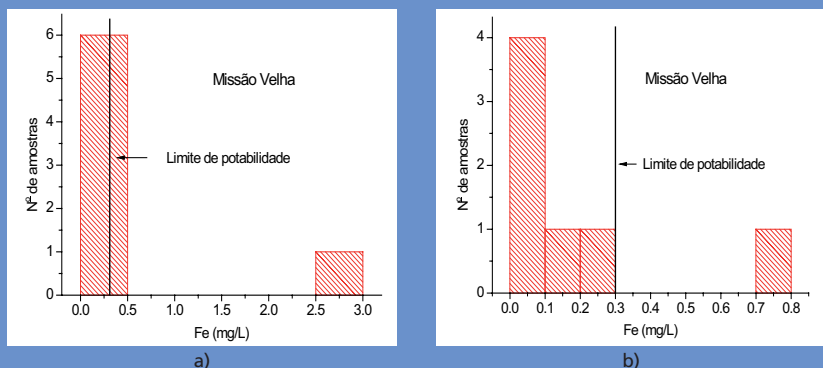 6
5
4
3
2
1
0
Nº de amostras
Missão Velha
Limite de potabilidade
0.0 0.5 1.0 1.5 2.0 2.5 3.0
Fe (mg/L)
a)
4
3
2
1
0
Nº de amostras
Missão Velha
Limite de potabilidade
0.0 0.1 0.2 0.3 0.4 0.5 0.6 0.7 0.8
Fe (mg/L)
b)